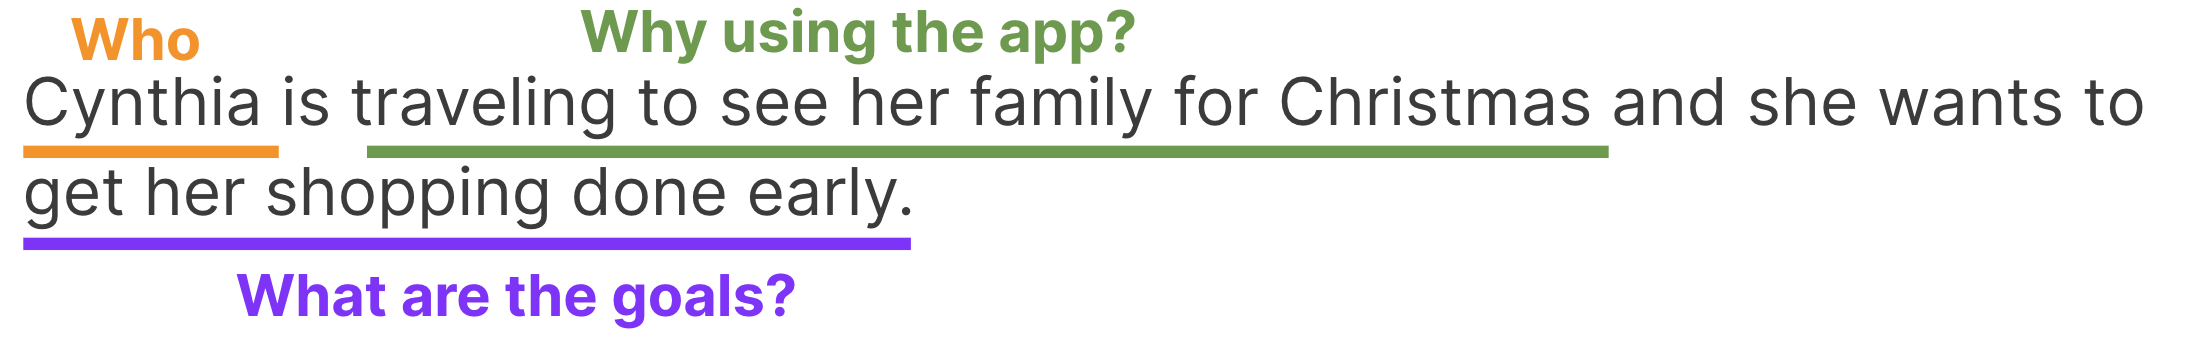 Who
Why using the app?
Cynthia is traveling to see her family for Christmas and she wants to
get her shopping done early.
What are the goals?